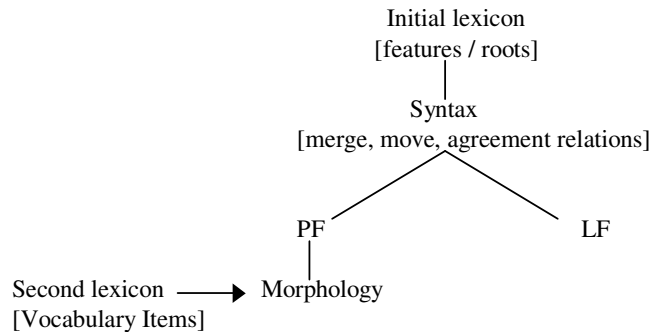 Initial lexicon
[features / roots]
Syntax
[merge, move, agreement relations]
PF
LF
Second lexicon
Morphology
[Vocabulary Items]